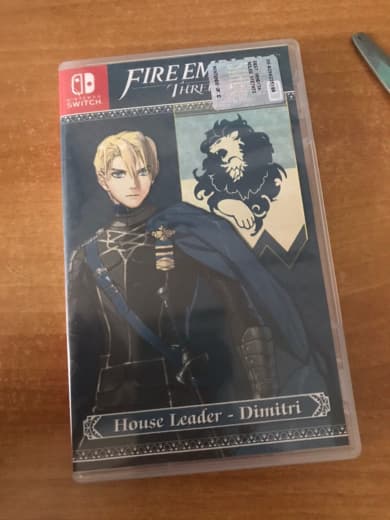 FIRE EM
THRE
NINTENDO
SWITCH
House Leader - Dimitri